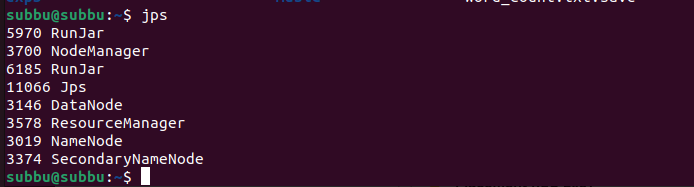 subbu@subbu:~$ jps
5970 RunJar
3700 NodeManager
6185 RunJar
11066 Jps
3146 DataNode
3578 ResourceManager
3019 NameNode
3374 SecondaryNameNode
subbu@subbu:~$